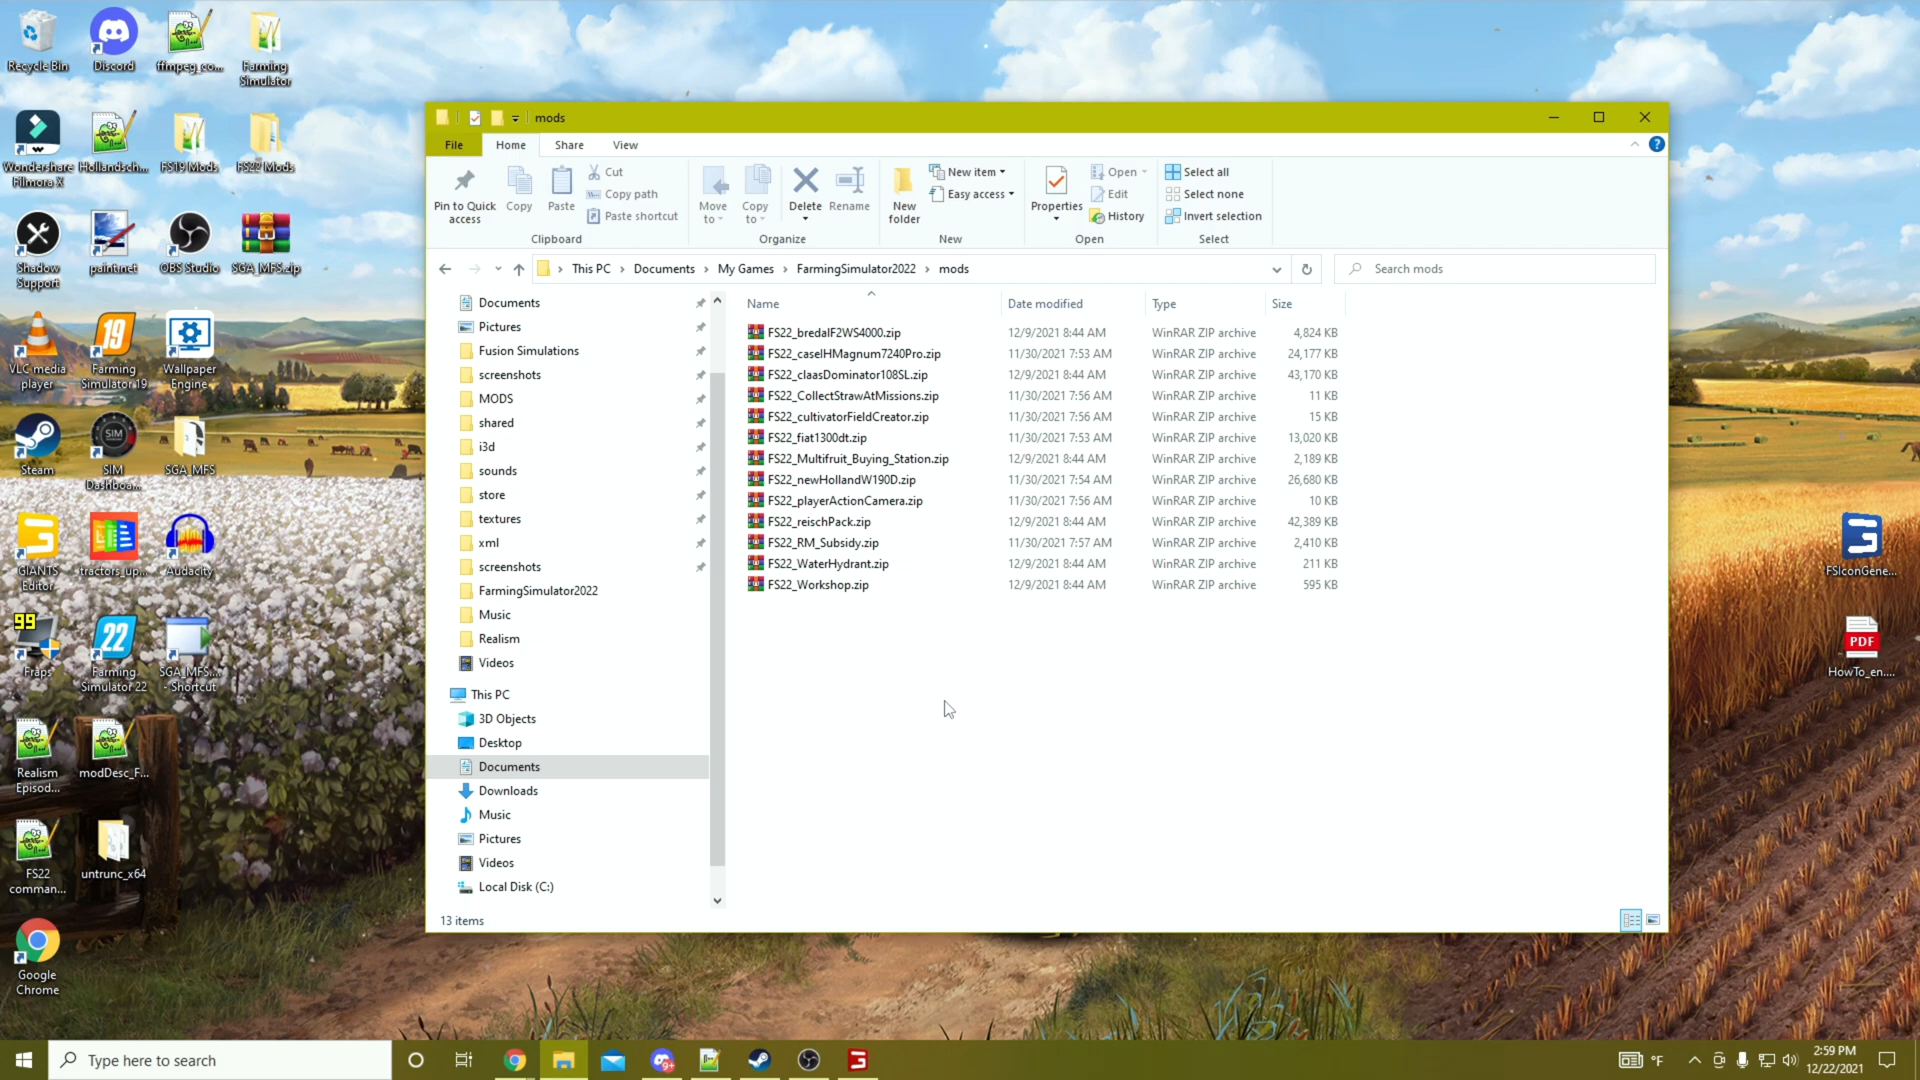 Recycle Bin
Discord
ffmpeg_co...
Farming
Simulator
Wondershare
Filmora X
Hollandsch...
FS19 Mods
FS22 Mods
Shadow
Support
paint.net
OBS Studio
SGA_MFS.zip
VLC media
player
19
Farming
Simulator 19
Wallpaper
Engine
Steam
SIM
SIM
Dashboa...
SGA_MFS
GIANTS
Editor
tractors_up...
Audacity
99
Fraps
22
Farming
Simulator 22
SGA_MFS....
- Shortcut
Realism
Episod...
modDesc_F...
FS22
comman...
untrunc_x64
Google
Chrome
mods
File
Home
Share
View
Pin to Quick
access
Copy
Paste
Cut
Copy path
Paste shortcut
Clipboard
Move
to
Copy
to
Delete
Rename
Organize
New
folder
New item
Easy access
New
Properties
Open
Edit
History
Open
Select all
Select none
Invert selection
Select
This PC
Documents
My Games
FarmingSimulator2022
mods
Search mods
Documents
Pictures
Fusion Simulations
screenshots
MODS
shared
i3d
sounds
store
textures
xml
screenshots
FarmingSimulator2022
Music
Realism
Videos
This PC
3D Objects
Desktop
Documents
Downloads
Music
Pictures
Videos
Local Disk (C:)
Name Date modified Type Size
FS22_bredalF2WS4000.zip 12/9/2021 8:44 AM WinRAR ZIP archive 4,824 KB
FS22_caseIHMagnum7240Pro.zip 11/30/2021 7:53 AM WinRAR ZIP archive 24,177 KB
FS22_claasDominator108SL.zip 12/9/2021 8:44 AM WinRAR ZIP archive 43,170 KB
FS22_CollectStrawAtMissions.zip 11/30/2021 7:56 AM WinRAR ZIP archive 11 KB
FS22_cultivatorFieldCreator.zip 11/30/2021 7:56 AM WinRAR ZIP archive 15 KB
FS22_fiat1300dt.zip 11/30/2021 7:53 AM WinRAR ZIP archive 13,020 KB
FS22_Multifruit_Buying_Station.zip 12/9/2021 8:44 AM WinRAR ZIP archive 2,189 KB
FS22_newHollandW190D.zip 11/30/2021 7:54 AM WinRAR ZIP archive 26,680 KB
FS22_playerActionCamera.zip 11/30/2021 7:56 AM WinRAR ZIP archive 10 KB
FS22_reischPack.zip 12/9/2021 8:44 AM WinRAR ZIP archive 42,389 KB
FS22_RM_Subsidy.zip 11/30/2021 7:57 AM WinRAR ZIP archive 2,410 KB
FS22_WaterHydrant.zip 12/9/2021 8:44 AM WinRAR ZIP archive 211 KB
FS22_Workshop.zip 12/9/2021 8:44 AM WinRAR ZIP archive 595 KB
13 items
FSIconGene...
PDF
HowTo_en....
Type here to search
9+
°F
2:59 PM
12/22/2021